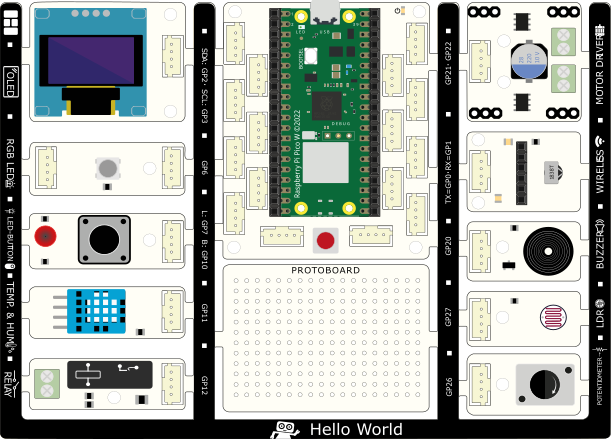 OLED
SDA: GP2 · SCL: GP3
LED
USB
BOOTSEL
DEBUG
Raspberry Pi Pico W ©2022
GP21· GP22
MOTOR DRIVER
RGB LED
GP6
TX=GP0·RX=GP1
WIRELESS
LED·BUTTON
L: GP7 B: GP10
GP20
BUZZER
TEMP. & HUM.
GP11
PROTOBOARD
GP27
LDR
RELAY
GP12
GP26
POTENTIOMETER
Hello World